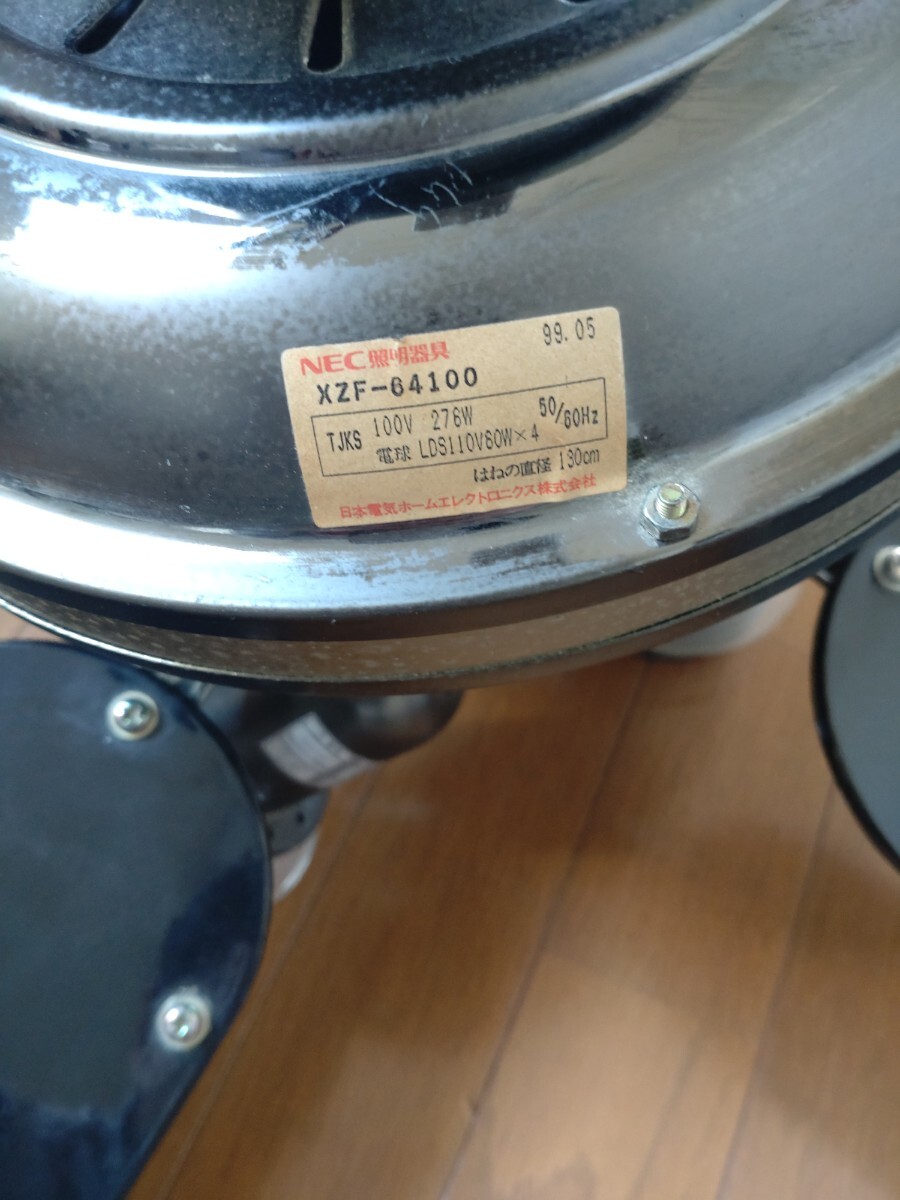 99.05
NEC照明器具
XZF-64100
TJKS 100V 276W 50/60Hz
電球 LDS110V60W×4
はねの直径 130cm
日本電気ホームエレクトロニクス株式会社